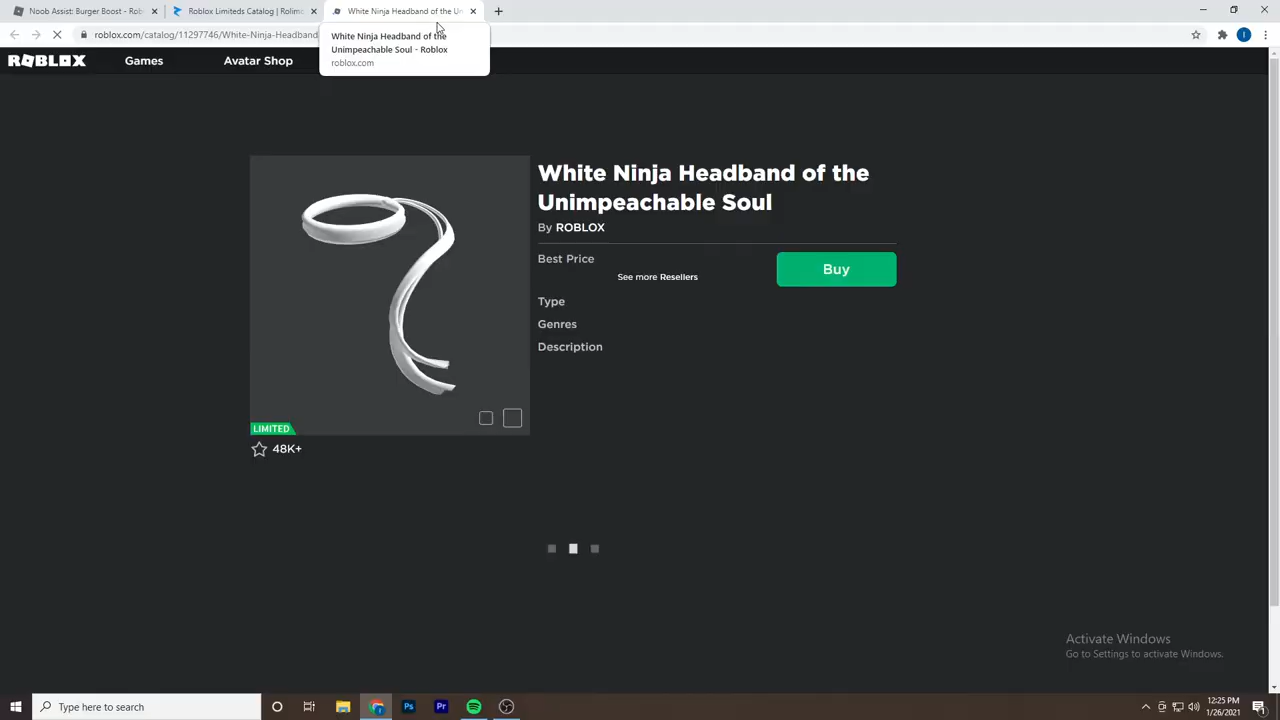 Noob Assist: Burger Boost - Rob
Roblox Limiteds Catalog | Rolim
White Ninja Headband of the Un
roblox.com/catalog/11297746/White-Ninja-Headband
White Ninja Headband of the
Unimpeachable Soul - Roblox
roblox.com
ROBLOX
Games
Avatar Shop
White Ninja Headband of the
Unimpeachable Soul
By ROBLOX
Best Price
See more Resellers
Buy
Type
Genres
Description
LIMITED
48K+
Activate Windows
Go to Settings to activate Windows.
Type here to search
Ps
Pr
12:25 PM
1/26/2021